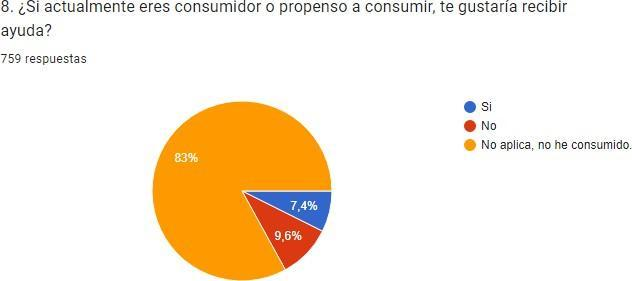 8. ¿Si actualmente eres consumidor o propenso a consumir, te gustaría recibir
ayuda?
759 respuestas
Si
No
No aplica, no he consumido.
83%
7,4%
9,6%